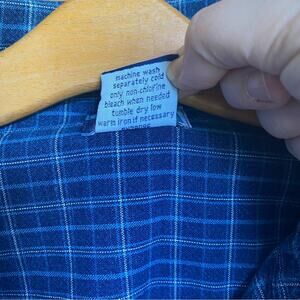 machine wash
separately cold
only non-chlorine
bleach when needed
tumble dry low
warm iron if necessary